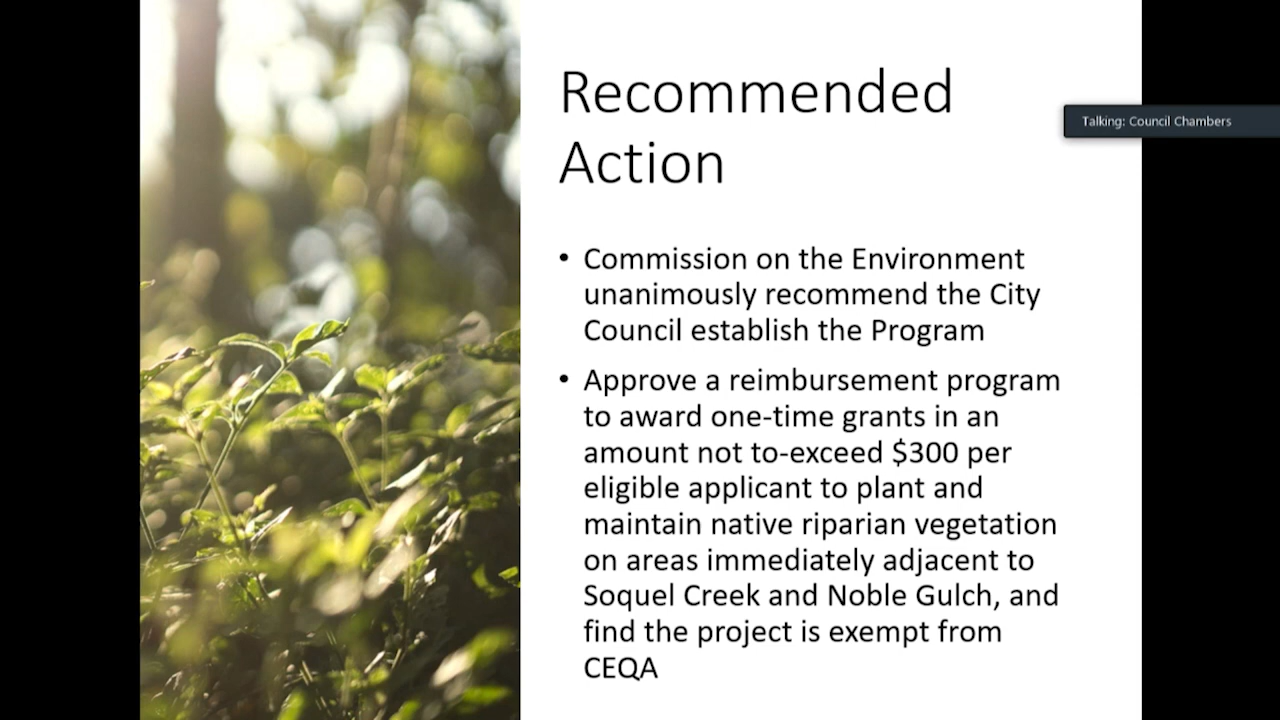 Recommended
Action
Talking: Council Chambers
• Commission on the Environment
unanimously recommend the City
Council establish the Program
• Approve a reimbursement program
to award one-time grants in an
amount not to-exceed $300 per
eligible applicant to plant and
maintain native riparian vegetation
on areas immediately adjacent to
Soquel Creek and Noble Gulch, and
find the project is exempt from
CEQA